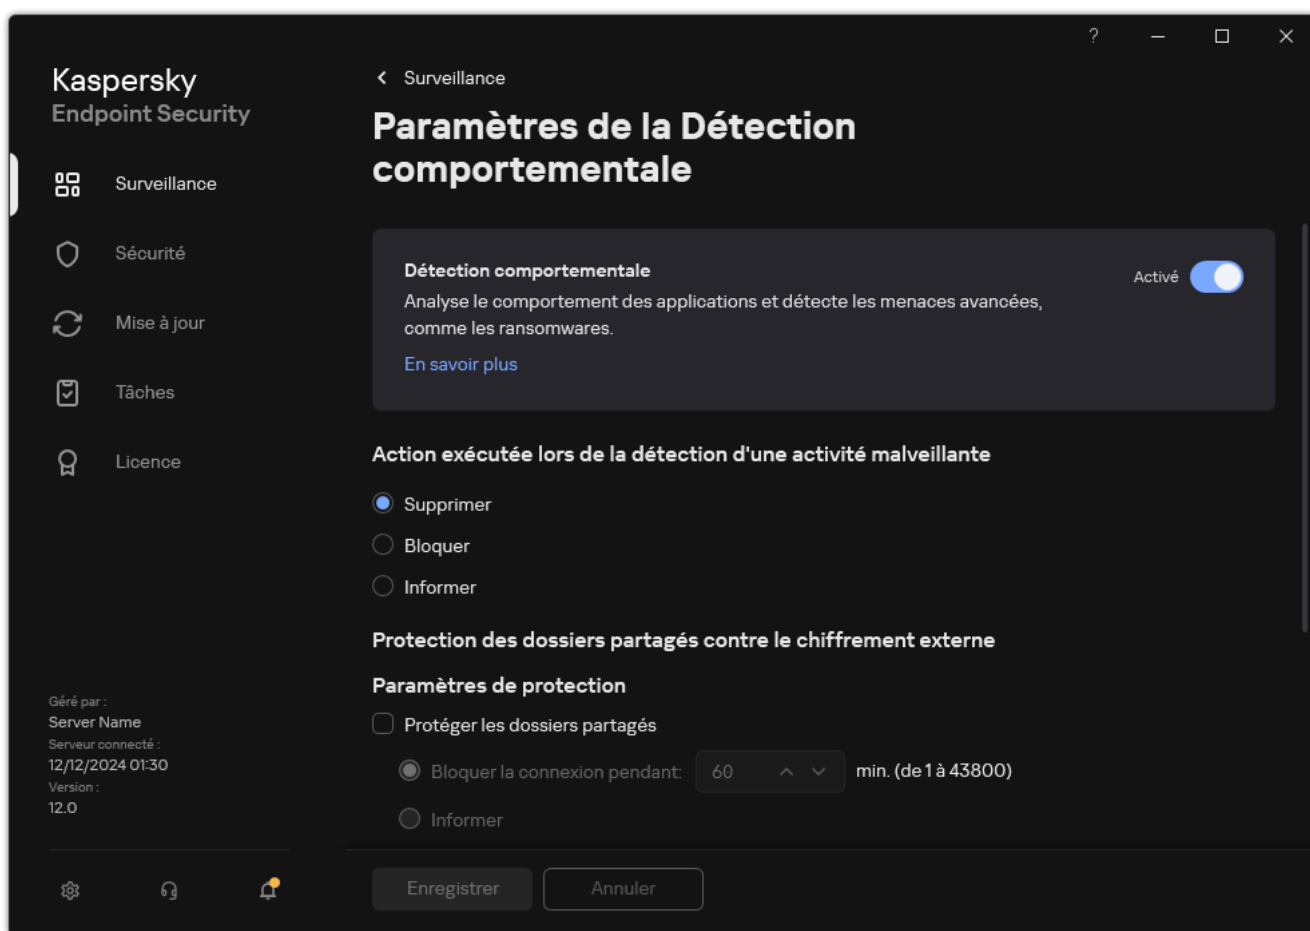 ?
Kaspersky
Endpoint Security
Surveillance
Sécurité
Mise à jour
Tâches
Licence
Géré par :
Server Name
Serveur connecté :
12/12/2024 01:30
Version :
12.0
Surveillance
Paramètres de la Détection
comportementale
Détection comportementale
Activé
Analyse le comportement des applications et détecte les menaces avancées,
comme les ransomwares.
En savoir plus
Action exécutée lors de la détection d'une activité malveillante
Supprimer
Bloquer
Informer
Protection des dossiers partagés contre le chiffrement externe
Paramètres de protection
Protéger les dossiers partagés
Bloquer la connexion pendant: 60 min. (de 1 à 43800)
Informer
Enregistrer
Annuler